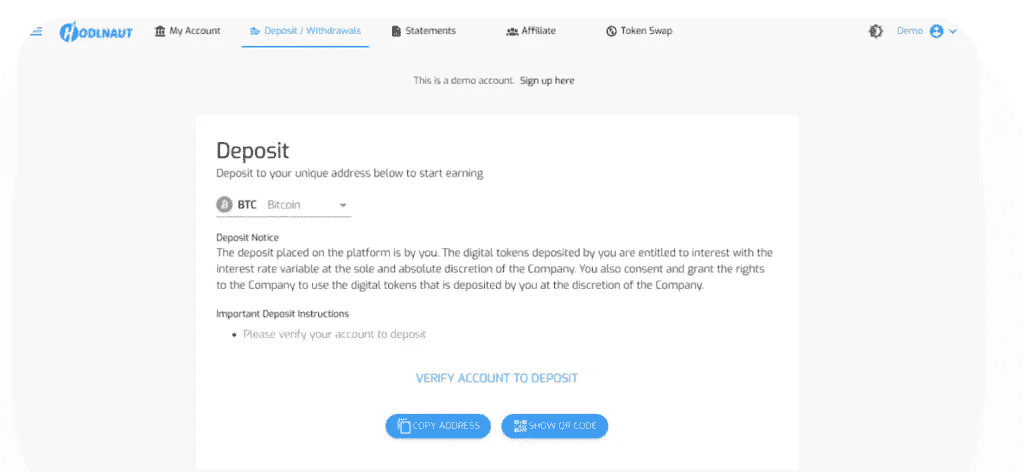 HODLNAUT My Account Deposit / Withdrawals Statements Affiliate Token Swap Demo
This is a demo account. Sign up here
Deposit
Deposit to your unique address below to start earning
BTC Bitcoin
Deposit Notice
The deposit placed on the platform is by you. The digital tokens deposited by you are entitled to interest with the
interest rate variable at the sole and absolute discretion of the Company. You also consent and grant the rights
to the Company to use the digital tokens that is deposited by you at the discretion of the Company.
Important Deposit Instructions
• Please verify your account to deposit
VERIFY ACCOUNT TO DEPOSIT
COPY ADDRESS SHOW QR CODE